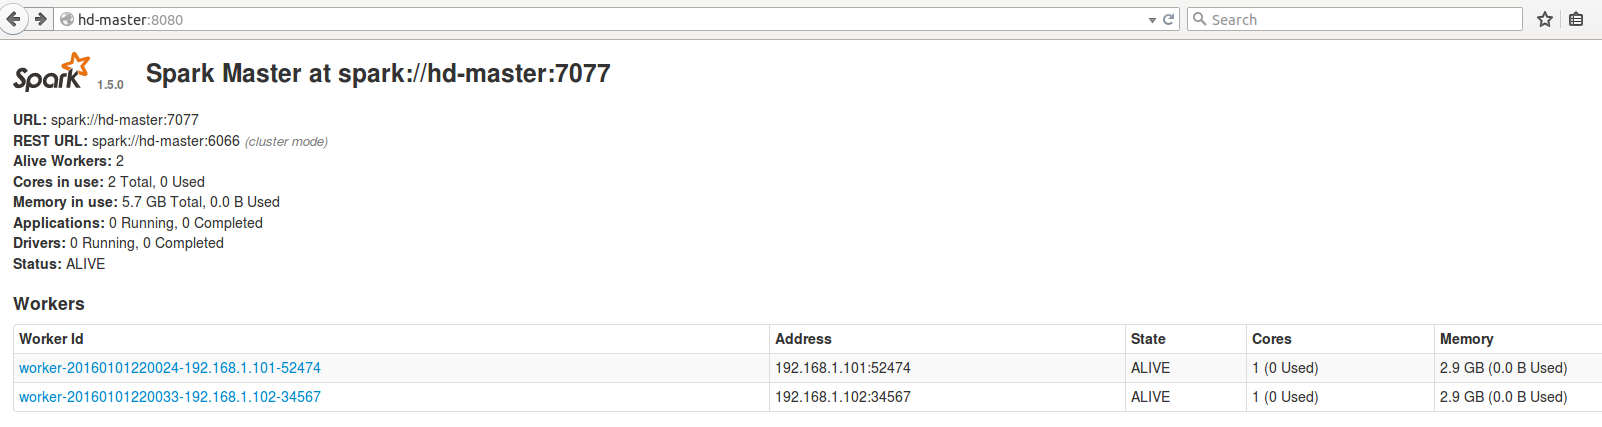 hd-master:8080
Search
Spark 1.5.0 Spark Master at spark://hd-master:7077
URL: spark://hd-master:7077
REST URL: spark://hd-master:6066 (cluster mode)
Alive Workers: 2
Cores in use: 2 Total, 0 Used
Memory in use: 5.7 GB Total, 0.0 B Used
Applications: 0 Running, 0 Completed
Drivers: 0 Running, 0 Completed
Status: ALIVE
Workers
Worker Id Address State Cores Memory
worker-20160101220024-192.168.1.101-52474 192.168.1.101:52474 ALIVE 1 (0 Used) 2.9 GB (0.0 B Used)
worker-20160101220033-192.168.1.102-34567 192.168.1.102:34567 ALIVE 1 (0 Used) 2.9 GB (0.0 B Used)